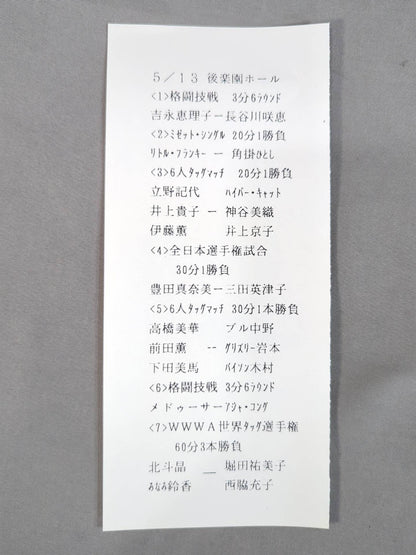 5／13 後楽園ホール
<1>格闘技戦 3分6ﾗｳﾝﾄﾞ
吉永恵理子ー長谷川咲恵
<2>ﾐｾﾞｯﾄ・ｼﾝｸﾞﾙ 20分1勝負
ﾘﾄﾙ・ﾌﾗﾝｷｰ ー 角掛ひとし
<3>6人ﾀｯｸﾞﾏｯﾁ 20分1勝負
立野記代 ﾊｲﾊﾟｰ・ｷｬｯﾄ
井上貴子 ー 神谷美織
伊藤薫 井上京子
<4>全日本選手権試合
30分1勝負
豊田真奈美ー三田英津子
<5>6人ﾀｯｸﾞﾏｯﾁ 30分1本勝負
高橋美華 ブル中野
前田薫 -- ｸﾞﾘｽﾞﾘｰ岩本
下田美馬 ﾊﾞｲｿﾝ木村
<6>格闘技戦 3分6ﾗｳﾝﾄﾞ
メドゥーサーｱｼﾞｬ・ｺﾝｸﾞ
<7>WWWA世界ﾀｯｸﾞ選手権
60分3本勝負
北斗晶 ＿ 堀田祐美子
みなみ鈴香 西脇充子